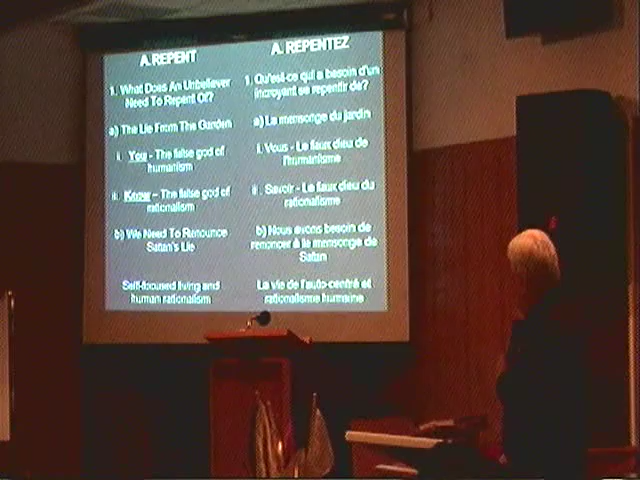 A. REPENT
1. What Does An Unbeliever
Need To Repent Of?
a) The Lie From The Garden
i. You - The false god of
humanism
ii. Know - The false god of
rationalism
b) We Need To Renounce
Satan's Lie
Self-focused living and
human rationalism
A. REPENTEZ
1. Qu'est-ce qui a besoin d'un
incroyant se repentir de?
a) Le mensonge du jardin
i. Vous - Le faux dieu de
l'humanisme
ii. Savoir - Le faux dieu du
rationalisme
b) Nous avons besoin de
renoncer à la mensonge de
Satan
La vie de l'auto-centré et
rationalisme humaine